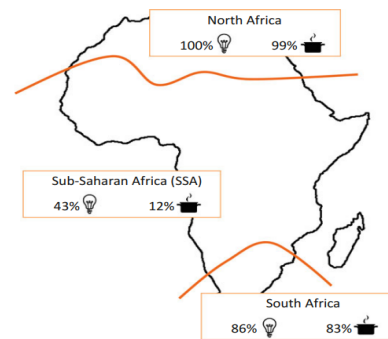 North Africa
100% 99%
Sub-Saharan Africa (SSA)
43% 12%
South Africa
86% 83%